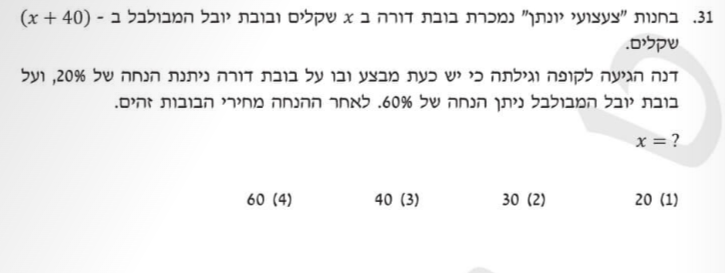 31. בחנות "צעצועי יונתן" נמכרת בובת דורה ב x שקלים ובובת יובל המבולבל ב - (x + 40)
שקלים.
דנה הגיעה לקופה וגילתה כי יש כעת מבצע ובו על בובת דורה ניתנת הנחה של 20%, ועל
בובת יובל המבולבל ניתן הנחה של 60%. לאחר ההנחה מחירי הבובות זהים.
x = ?
(1) 20 (2) 30 (3) 40 (4) 60